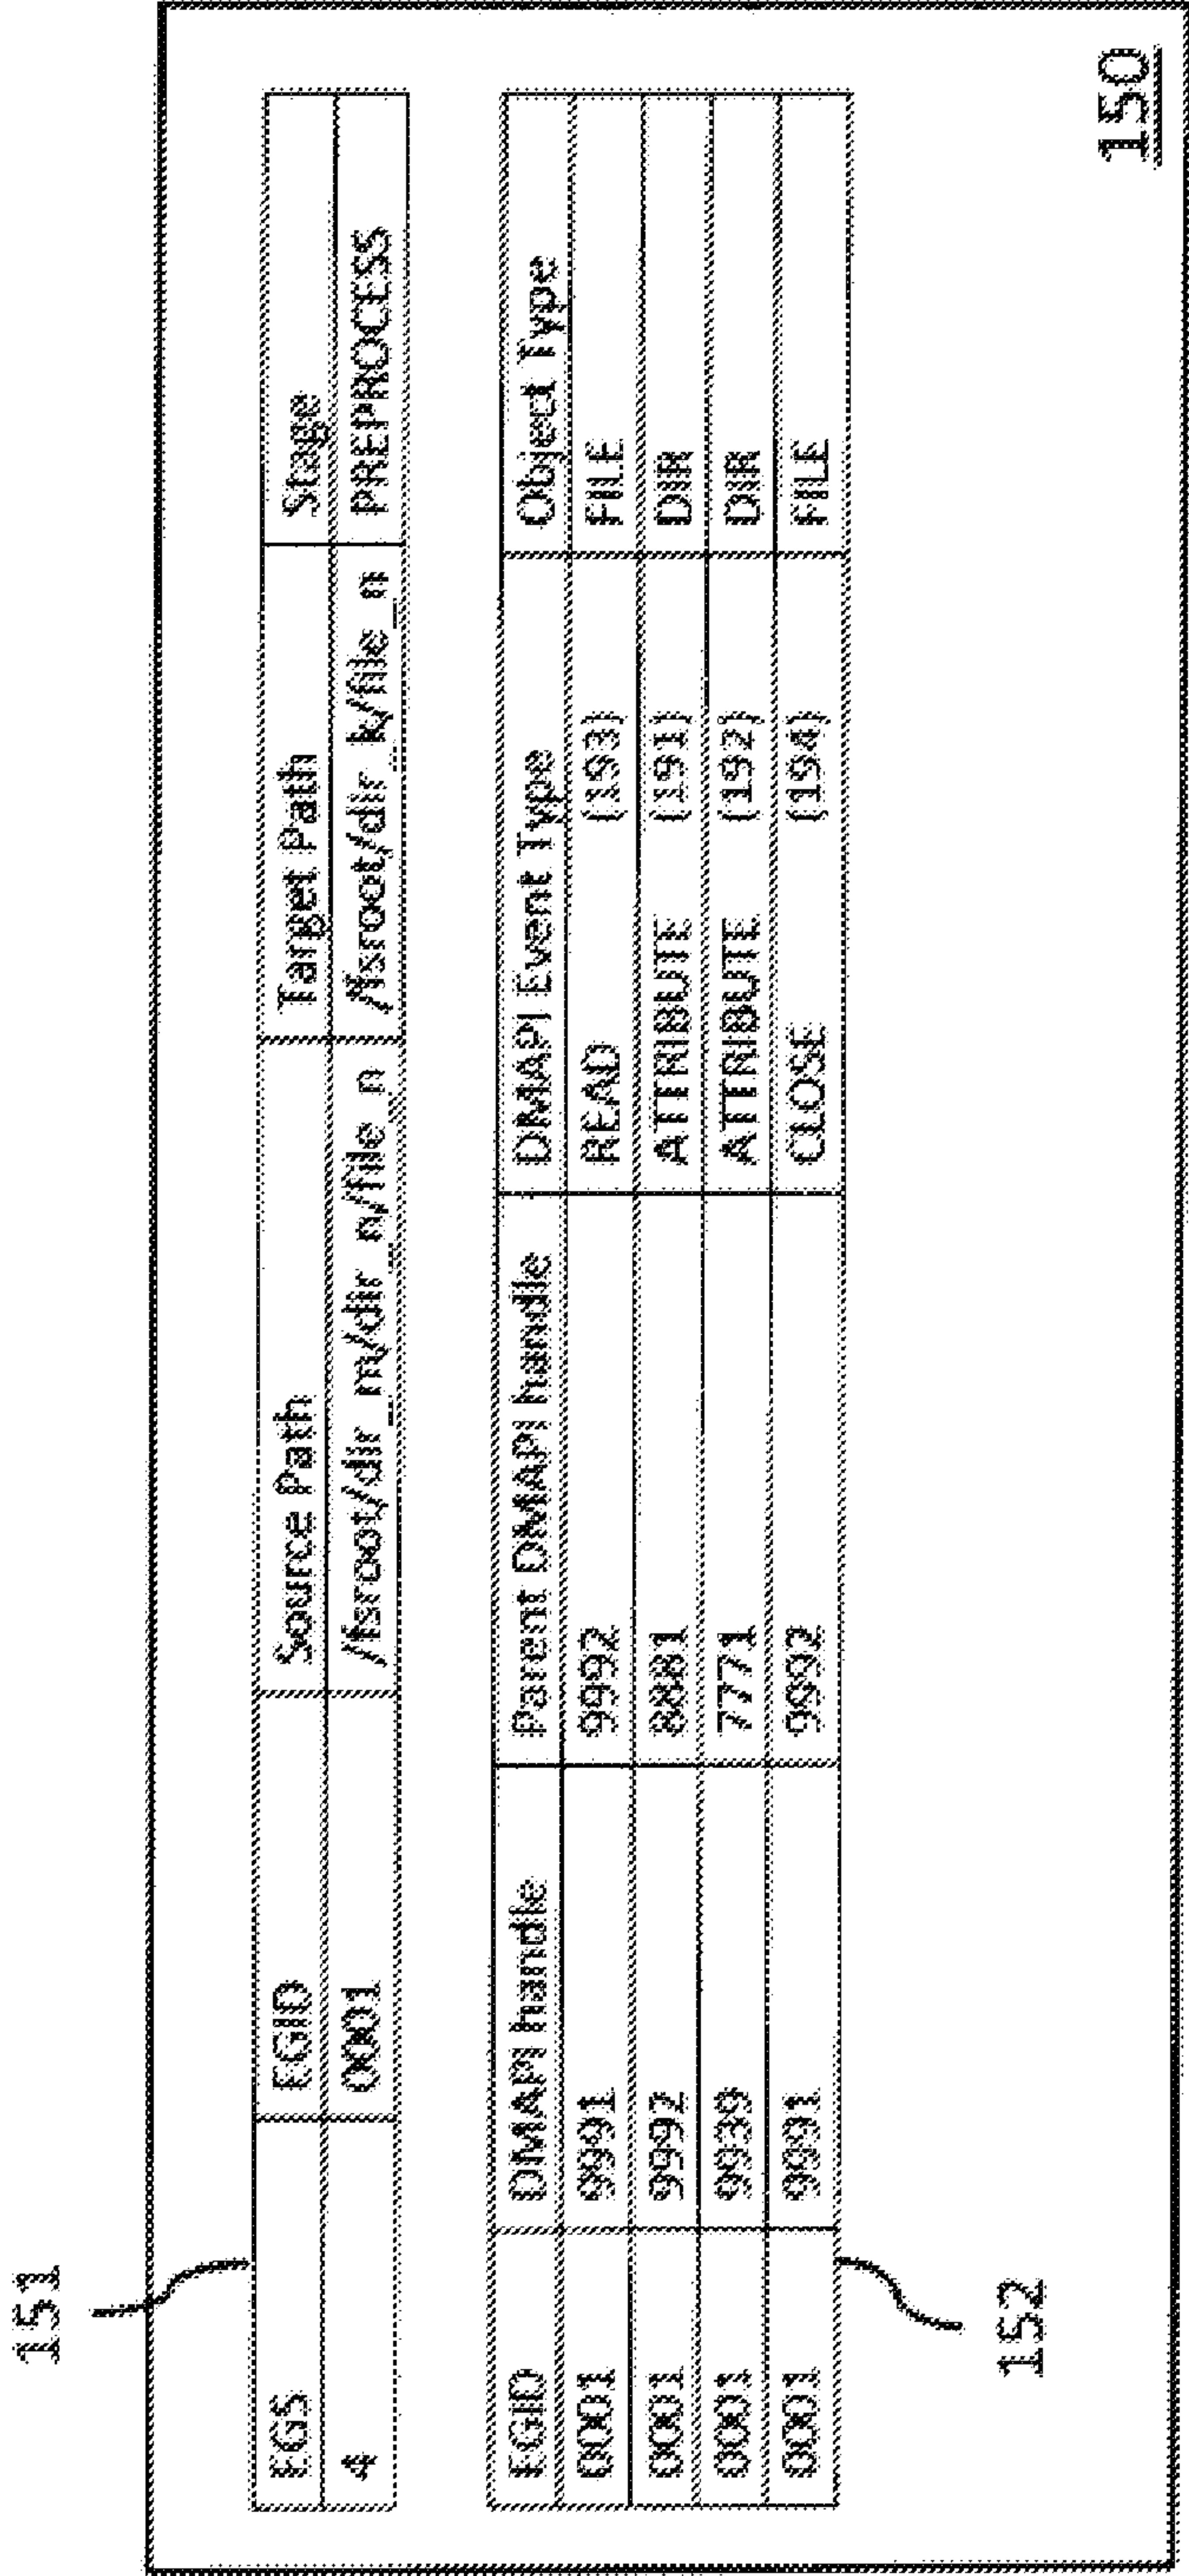 151
EGS EGID Source Path Target Path Stage
4 0001 /fsroot/dir_m/dir_n/file_n /fsroot/dir_k/file_n PREPROCESS
EGID DMAPI handle Parent DMAPI handle DMAPI Event Type Object Type
0001 9991 9992 READ (193) FILE
0001 9992 8881 ATTRIBUTE (191) DIR
0001 9939 7771 ATTRIBUTE (192) DIR
0001 9991 9992 CLOSE (194) FILE
152
150